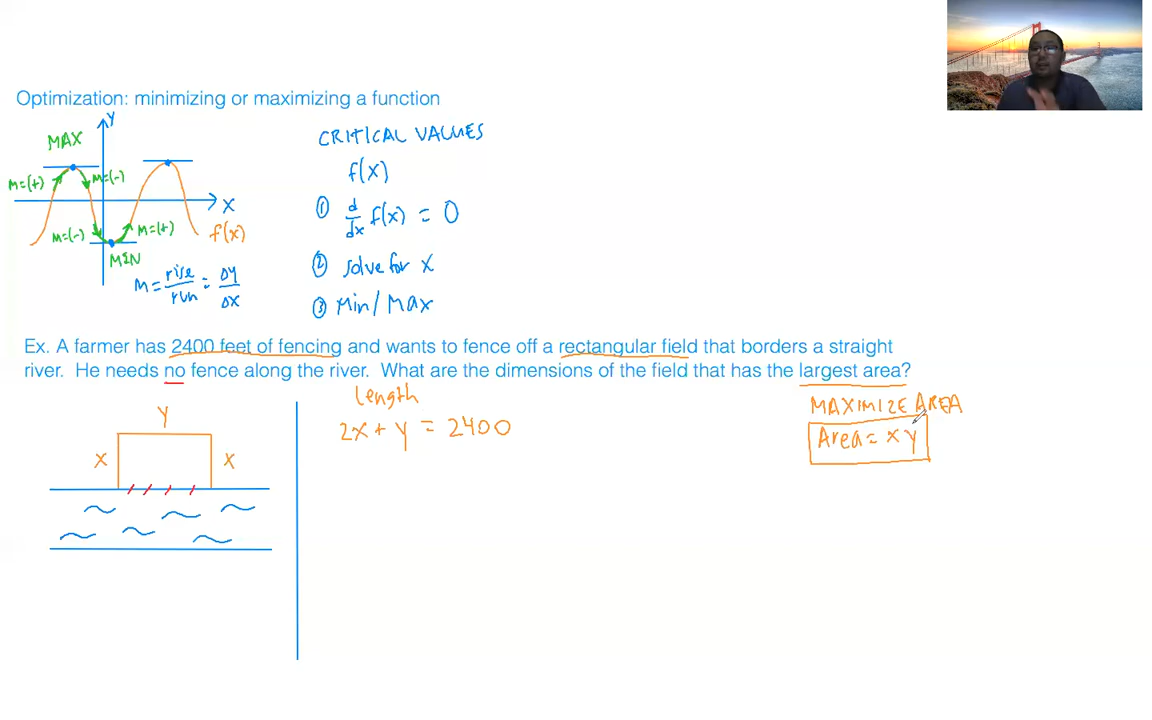 Optimization: minimizing or maximizing a function
Y
MAX
M=(+)
M=(-)
X
M=(-)
M=(+)
f(x)
MIN
M = rise/run = ΔY/ΔX
CRITICAL VALUES
f(x)
① d/dx f(x) = 0
② solve for X
③ Min/Max
Ex. A farmer has 2400 feet of fencing and wants to fence off a rectangular field that borders a straight
river. He needs no fence along the river. What are the dimensions of the field that has the largest area?
Y
X
X
length
2X + Y = 2400
MAXIMIZE AREA
Area = XY